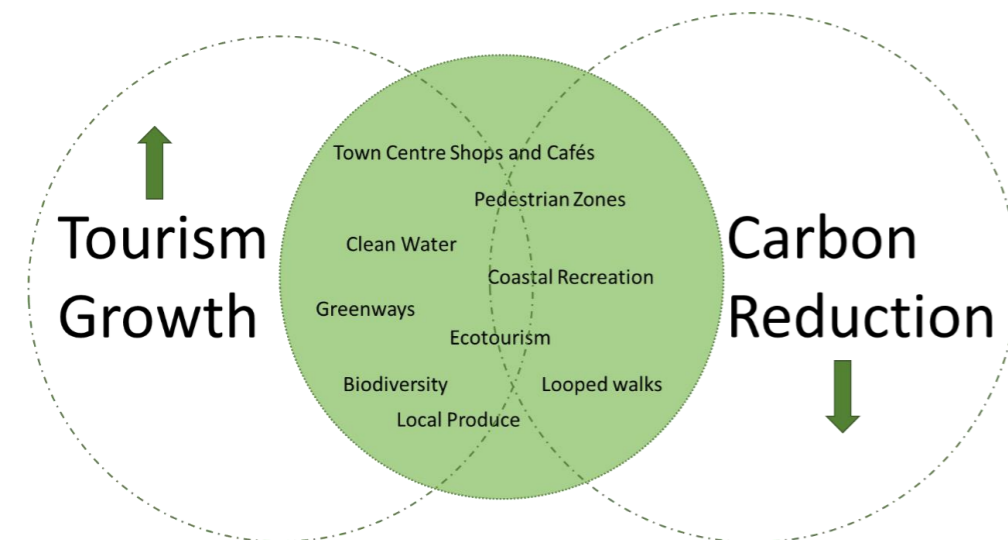 Tourism
Growth
Town Centre Shops and Cafés
Pedestrian Zones
Clean Water
Coastal Recreation
Greenways
Ecotourism
Biodiversity
Looped walks
Local Produce
Carbon
Reduction